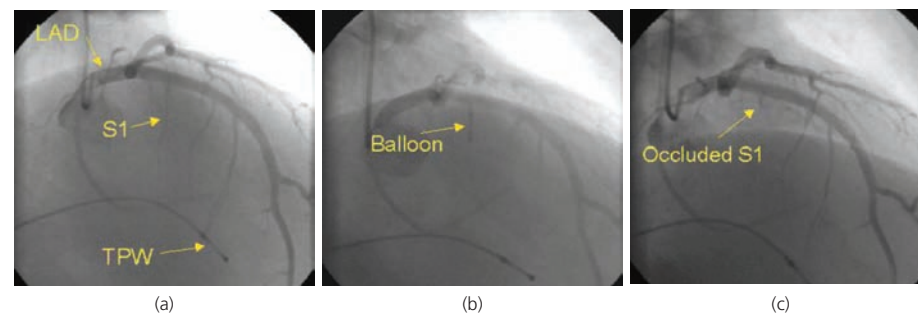 LAD
S1
TPW
Balloon
Occluded S1
(a)
(b)
(c)